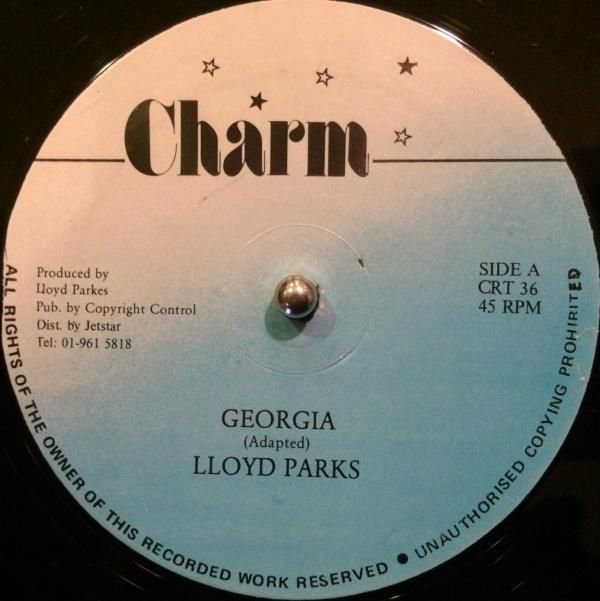 Charm
Produced by
Lloyd Parkes
Pub. by Copyright Control
Dist. by Jetstar
Tel: 01-961 5818
SIDE A
CRT 36
45 RPM
GEORGIA
(Adapted)
LLOYD PARKS
ALL RIGHTS OF THE OWNER OF THIS RECORDED WORK RESERVED ● UNAUTHORISED COPYING PROHIRITED